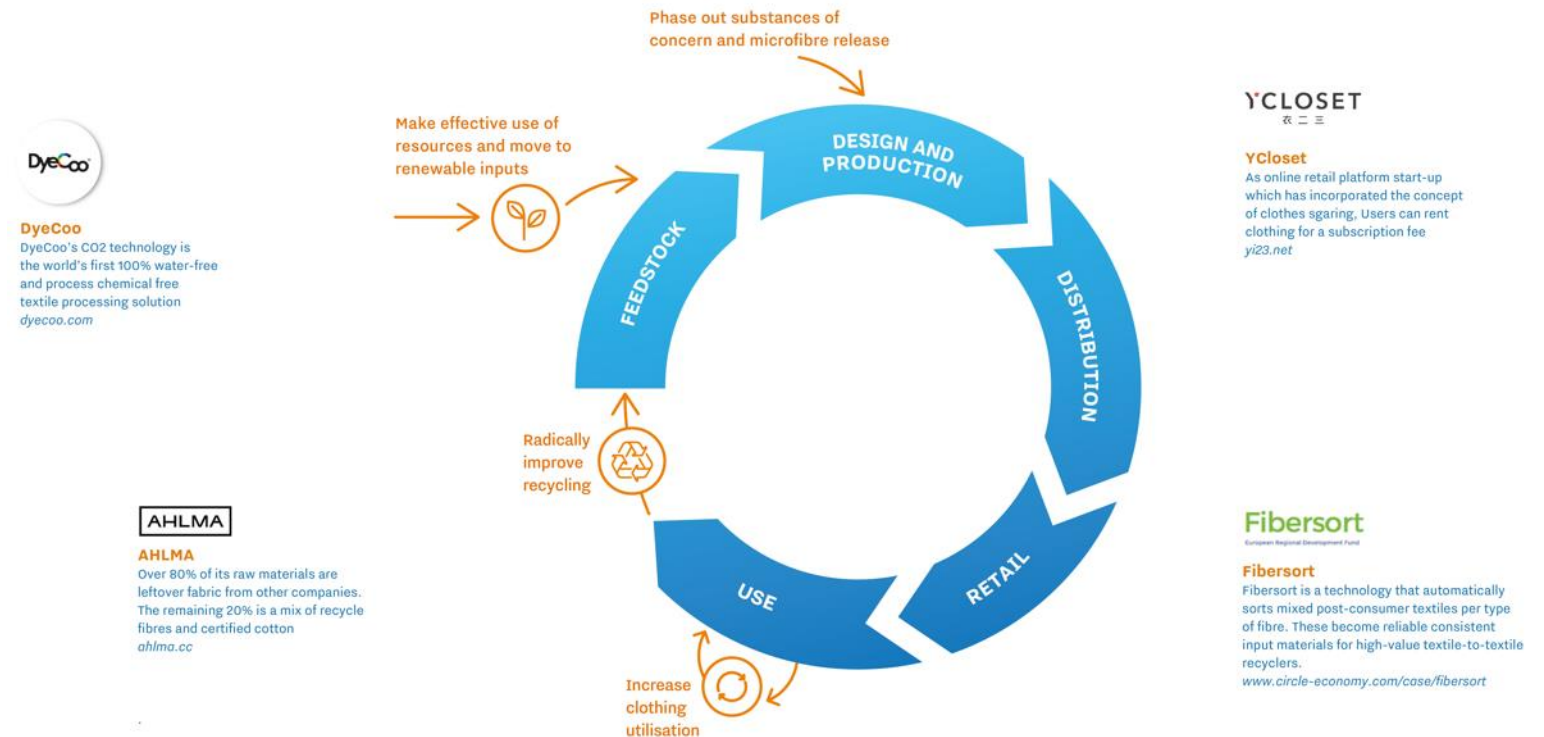 Phase out substances of
concern and microfibre release
Make effective use of
resources and move to
renewable inputs
DESIGN AND
PRODUCTION
FEEDSTOCK
DISTRIBUTION
RETAIL
USE
Radically
improve
recycling
Increase
clothing
utilisation
DyeCoo
DyeCoo
DyeCoo's CO2 technology is
the world's first 100% water-free
and process chemical free
textile processing solution
dyecoo.com
AHLMA
AHLMA
Over 80% of its raw materials are
leftover fabric from other companies.
The remaining 20% is a mix of recycle
fibres and certified cotton
ahlma.cc
.
YCLOSET
衣二三
YCloset
As online retail platform start-up
which has incorporated the concept
of clothes sgaring, Users can rent
clothing for a subscription fee
yi23.net
Fibersort
European Regional Development Fund
Fibersort
Fibersort is a technology that automatically
sorts mixed post-consumer textiles per type
of fibre. These become reliable consistent
input materials for high-value textile-to-textile
recyclers.
www.circle-economy.com/case/fibersort